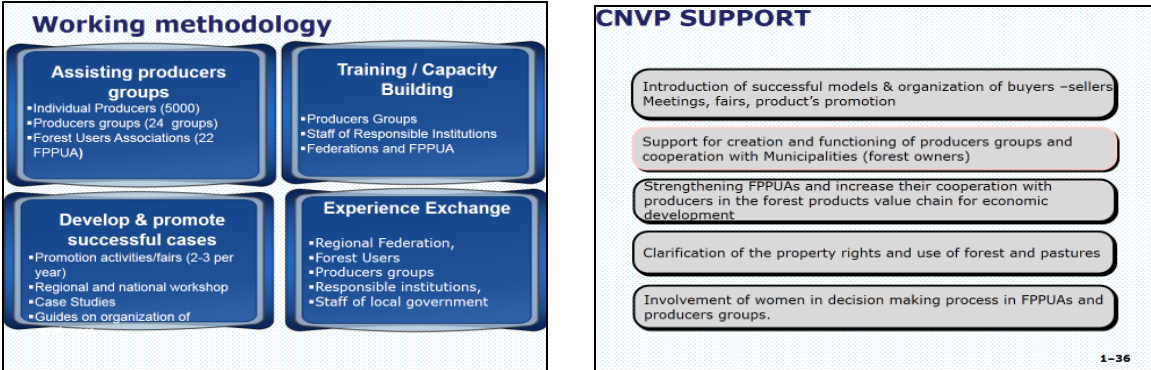 Working methodology
Assisting producers
groups
▪Individual Producers (5000)
▪Producers groups (24 groups)
▪Forest Users Associations (22
FPPUA)
Training / Capacity
Building
▪Producers Groups
▪Staff of Responsible Institutions
▪Federations and FPPUA
Develop & promote
successful cases
▪Promotion activities/fairs (2-3 per
year)
▪Regional and national workshop
▪Case Studies
▪Guides on organization of
Experience Exchange
▪Regional Federation,
▪Forest Users
▪Producers groups
▪Responsible institutions,
▪Staff of local government
CNVP SUPPORT
Introduction of successful models & organization of buyers –sellers
Meetings, fairs, product's promotion
Support for creation and functioning of producers groups and
cooperation with Municipalities (forest owners)
Strengthening FPPUAs and increase their cooperation with
producers in the forest products value chain for economic
development
Clarification of the property rights and use of forest and pastures
Involvement of women in decision making process in FPPUAs and
producers groups.
1–36